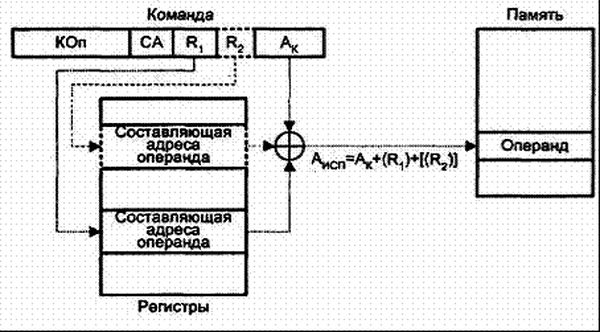 Команда
Память
КОп СА R₁ R₂ Aк
Составляющая
адреса
операнда
Операнд
Aисп=Aк+(R₁)+[(R₂)]
Составляющая
адреса
операнда
Регистры